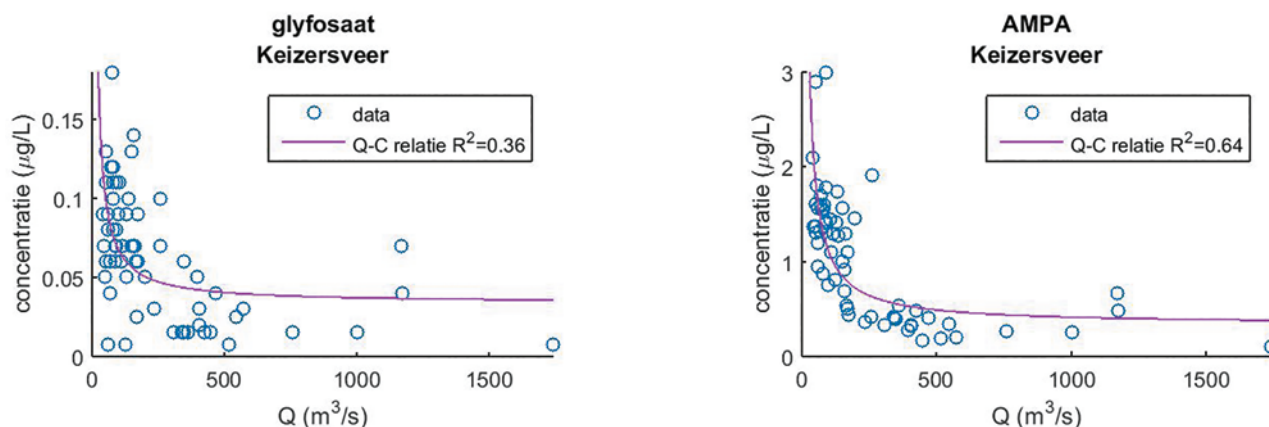 glyfosaat
Keizersveer
concentratie (µg/L)
0.15
0.1
0.05
0
data
Q-C relatie R²=0.36
0 500 1000 1500
Q (m³/s)
AMPA
Keizersveer
concentratie (µg/L)
3
2
1
0
data
Q-C relatie R²=0.64
0 500 1000 1500
Q (m³/s)